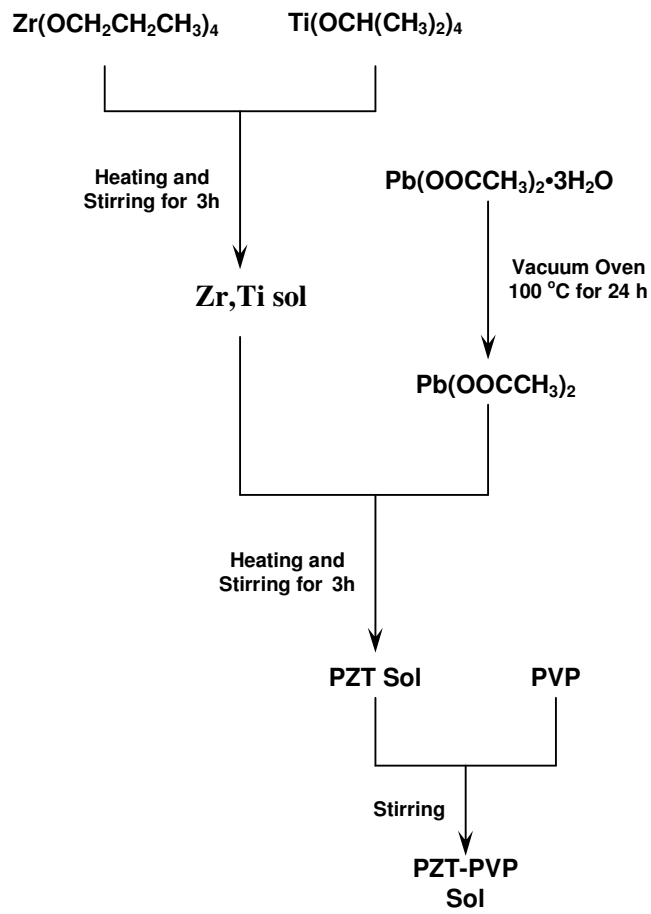 Zr(OCH₂CH₂CH₃)₄
Ti(OCH(CH₃)₂)₄
Heating and
Stirring for 3h
Pb(OOCCH₃)₂•3H₂O
Vacuum Oven
100 °C for 24 h
Zr,Ti sol
Pb(OOCCH₃)₂
Heating and
Stirring for 3h
PZT Sol
PVP
Stirring
PZT-PVP
Sol